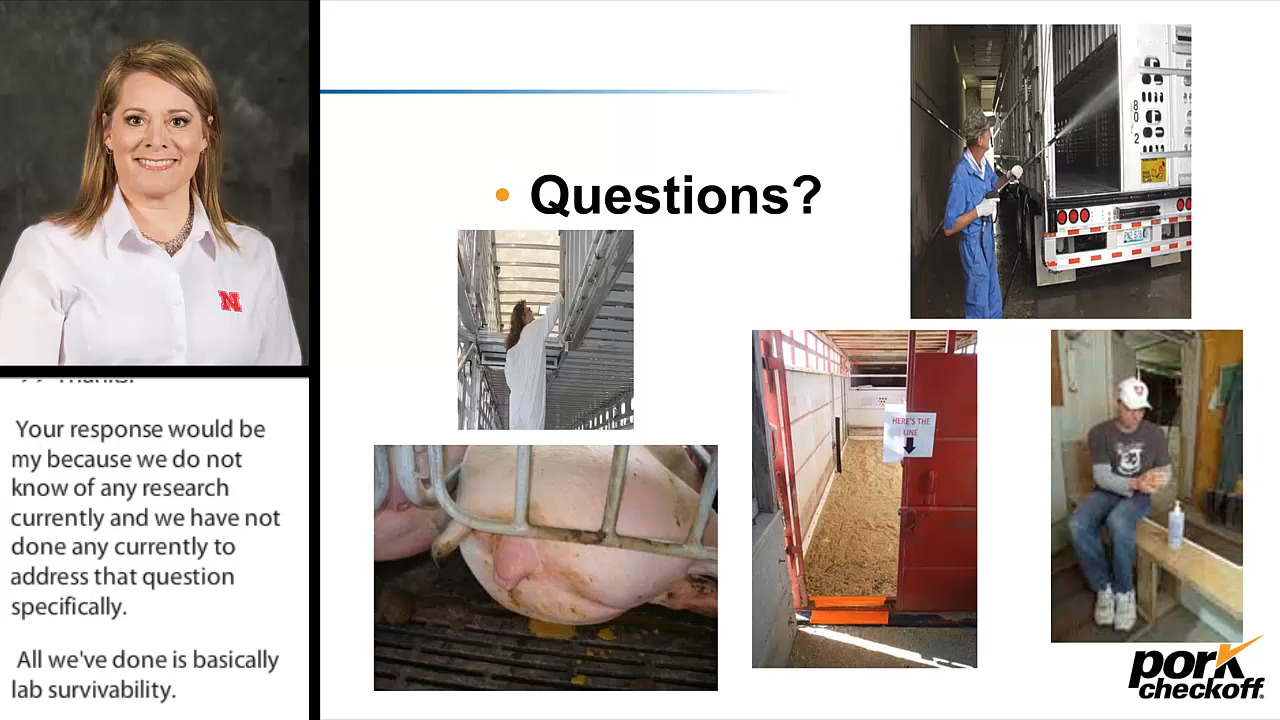 N
>> Thanks!
Your response would be
my because we do not
know of any research
currently and we have not
done any currently to
address that question
specifically.
All we've done is basically
lab survivability.
• Questions?
802
HERE'S THE
LINE
pork
checkoff